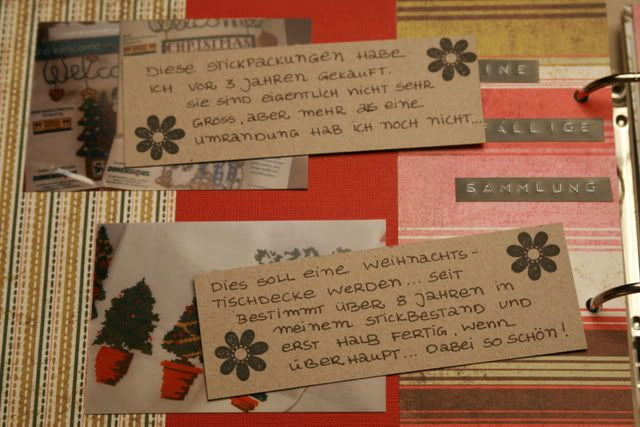 Welcome
Welcome
CHRISTMAS
DIESE STICKPACKUNGEN HABE
ICH VOR 3 JAHREN GEKAUFT.
SIE SIND EIGENTLICH NICHT SEHR
GROSS, ABER MEHR ALS EINE
UMRANDUNG HAB ICH NOCH NICHT...
INE
ÄLLIGE
SAMMLUNG
DIES SOLL EINE WEIHNACHTS-
TISCHDECKE WERDEN... SEIT
BESTIMMT ÜBER 8 JAHREN IN
MEINEM STICKBESTAND UND
ERST HALB FERTIG. WENN
ÜBERHAUPT... DABEI SO SCHÖN!